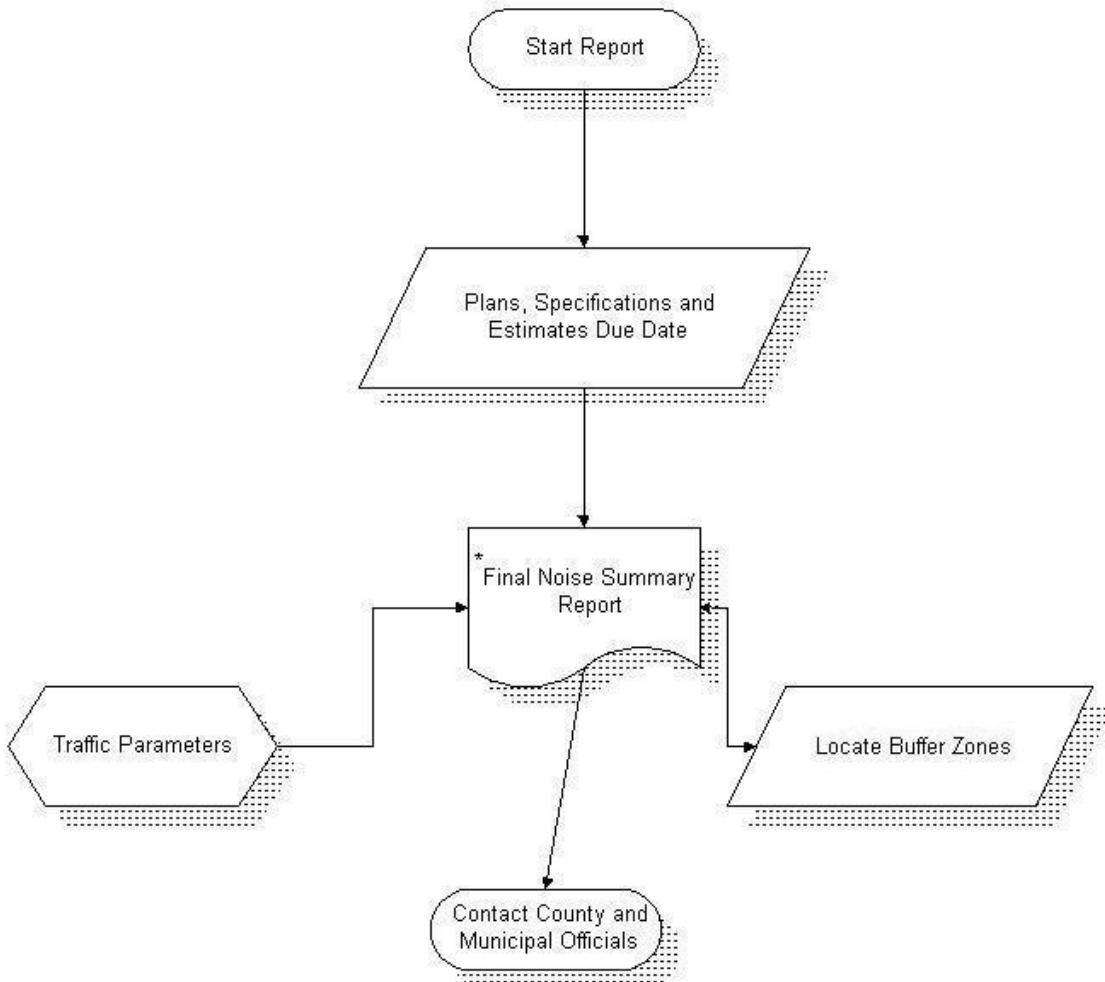 Start Report
Plans, Specifications and
Estimates Due Date
*Final Noise Summary
Report
Traffic Parameters
Locate Buffer Zones
Contact County and
Municipal Officials